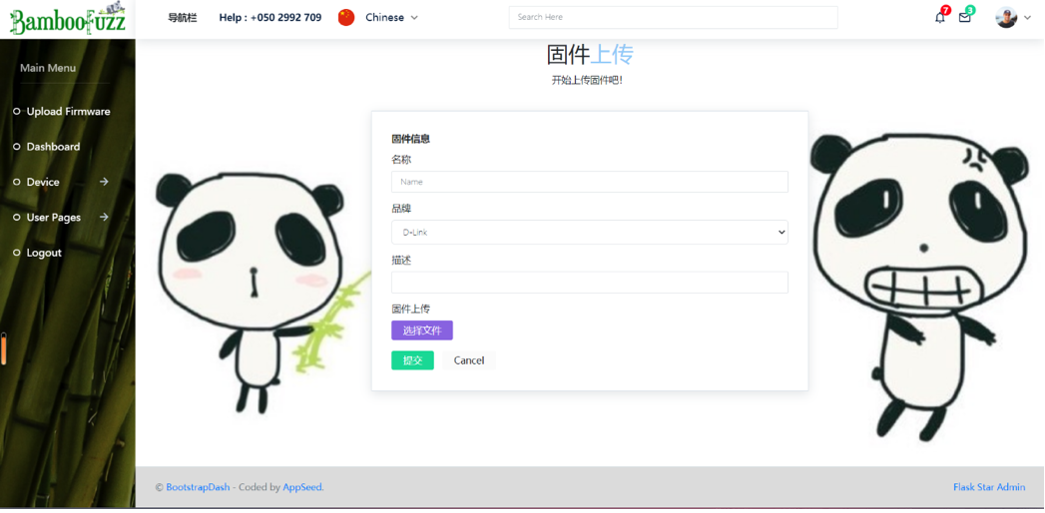 BambooFuzz
导航栏
Help : +050 2992 709
Chinese
Search Here
7
3
Main Menu
Upload Firmware
Dashboard
Device
User Pages
Logout
固件上传
开始上传固件吧!
固件信息
名称
Name
品牌
D-Link
描述
固件上传
选择文件
提交 Cancel
© BootstrapDash - Coded by AppSeed.
Flask Star Admin